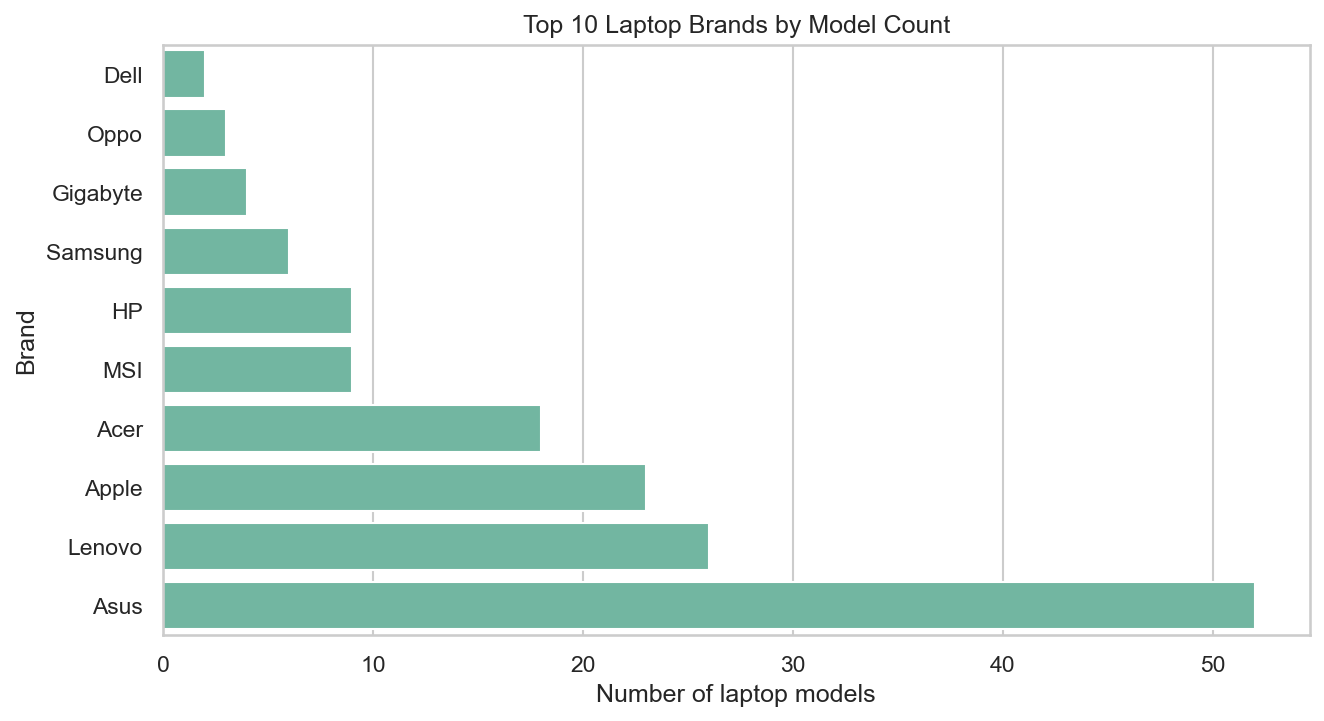 Top 10 Laptop Brands by Model Count
Brand
Dell
Oppo
Gigabyte
Samsung
HP
MSI
Acer
Apple
Lenovo
Asus
0 10 20 30 40 50
Number of laptop models